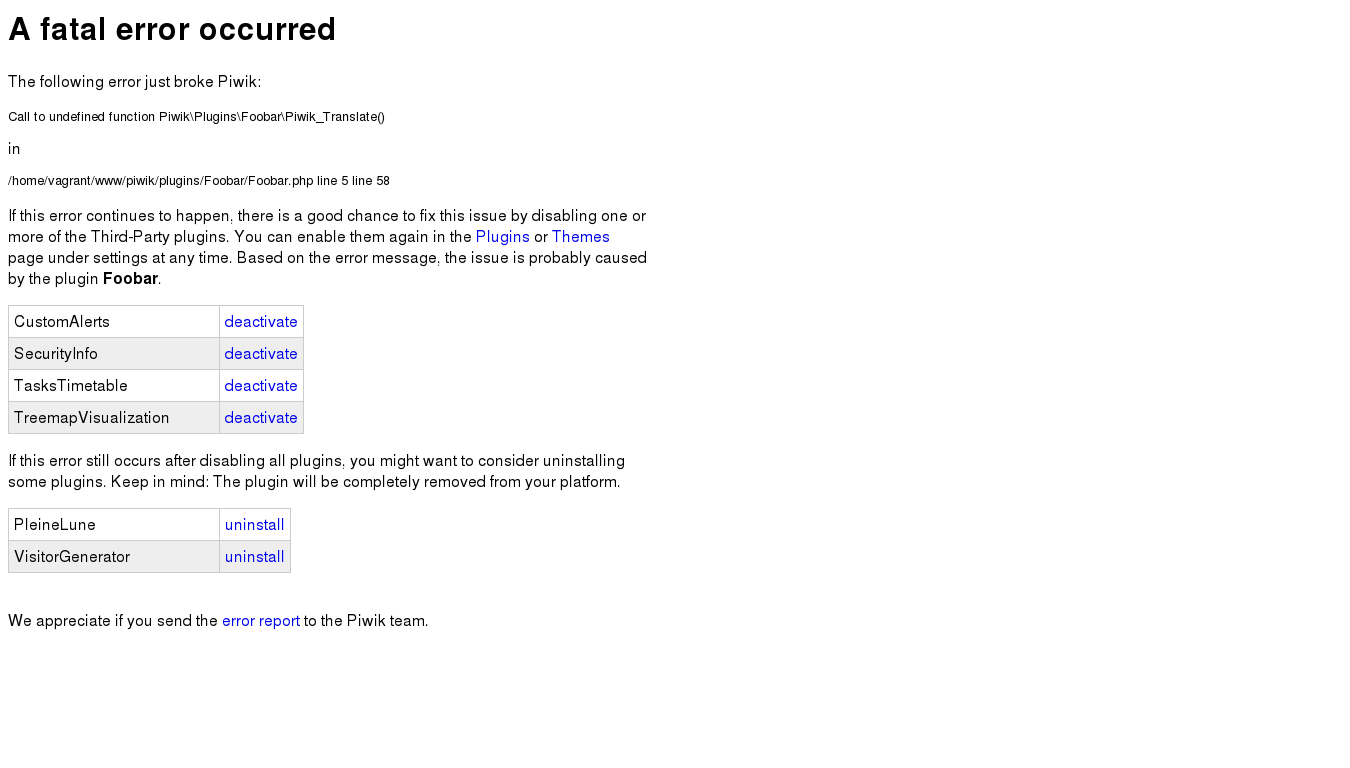 A fatal error occurred
The following error just broke Piwik:
Call to undefined function Piwik\Plugins\Foobar\Piwik_Translate()
in
/home/vagrant/www/piwik/plugins/Foobar/Foobar.php line 5 line 58
If this error continues to happen, there is a good chance to fix this issue by disabling one or
more of the Third-Party plugins. You can enable them again in the Plugins or Themes
page under settings at any time. Based on the error message, the issue is probably caused
by the plugin Foobar.
CustomAlerts deactivate
SecurityInfo deactivate
TasksTimetable deactivate
TreemapVisualization deactivate
If this error still occurs after disabling all plugins, you might want to consider uninstalling
some plugins. Keep in mind: The plugin will be completely removed from your platform.
PleineLune uninstall
VisitorGenerator uninstall
We appreciate if you send the error report to the Piwik team.